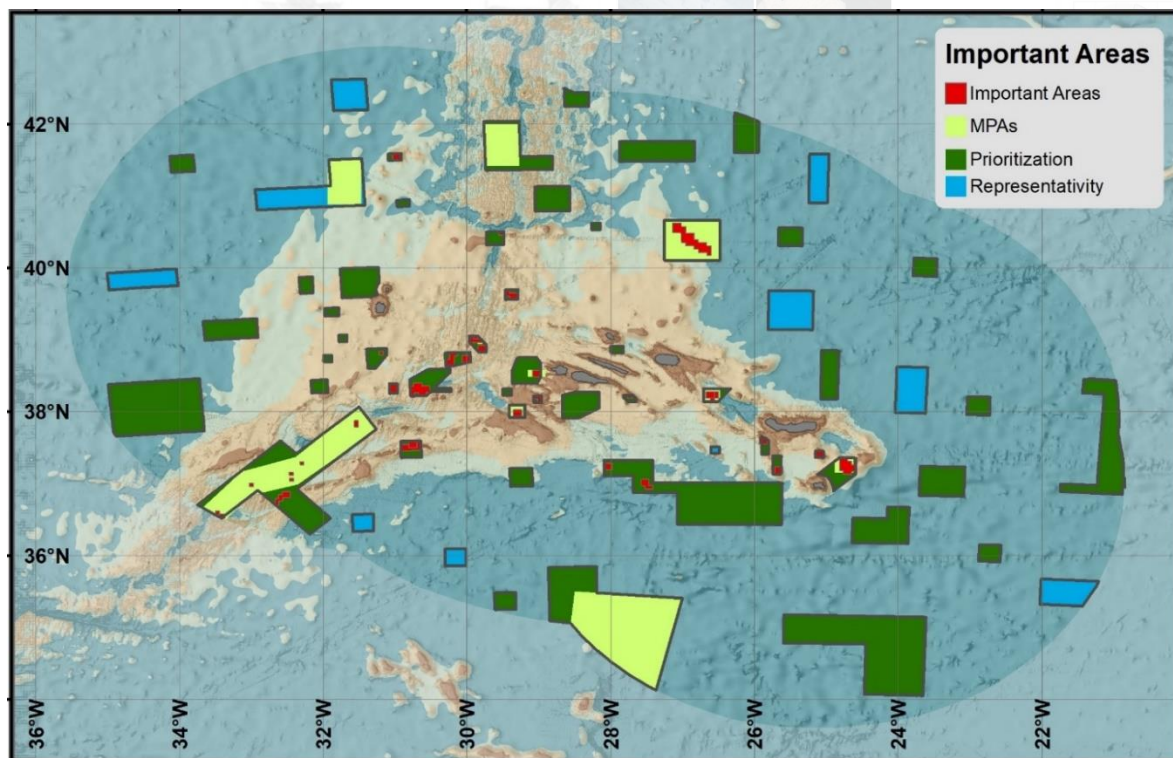 Important Areas
Important Areas
MPAs
Prioritization
Representativity
42°N
40°N
38°N
36°N
36°W
34°W
32°W
30°W
28°W
26°W
24°W
22°W